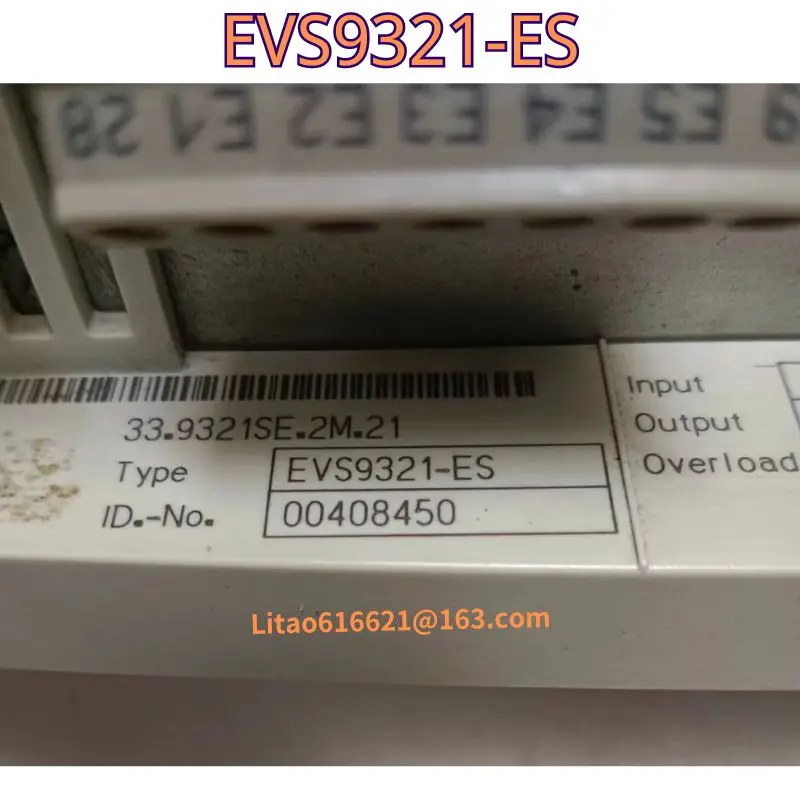 EVS9321-ES
28 E1 E2 E3 E4 E5
33.9321SE.2M.21
Type EVS9321-ES
ID.-No. 00408450
Input
Output
Overload
Litao616621@163.com